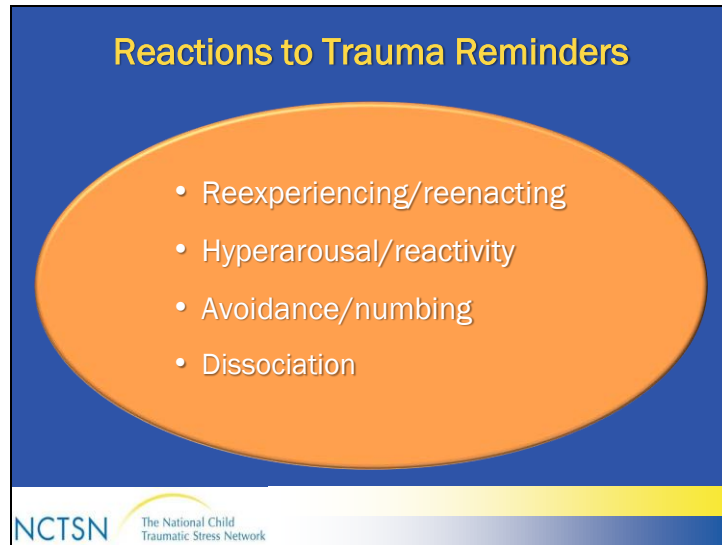 Reactions to Trauma Reminders
• Reexperiencing/reenacting
• Hyperarousal/reactivity
• Avoidance/numbing
• Dissociation
NCTSN
The National Child
Traumatic Stress Network